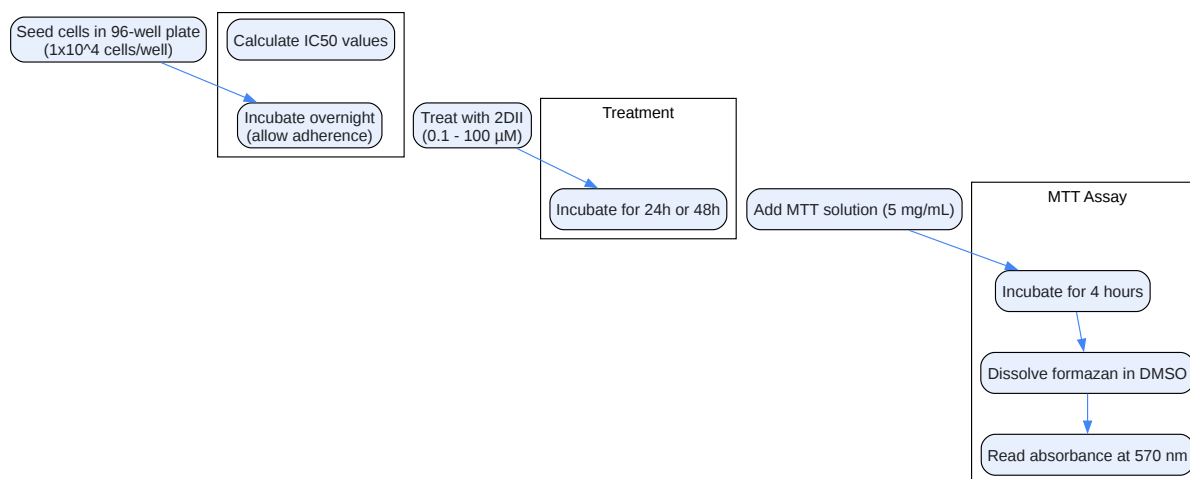 Seed cells in 96-well plate
(1x10^4 cells/well)
Calculate IC50 values
Incubate overnight
(allow adherence)
Treat with 2DII
(0.1 - 100 µM)
Treatment
Incubate for 24h or 48h
Add MTT solution (5 mg/mL)
MTT Assay
Incubate for 4 hours
Dissolve formazan in DMSO
Read absorbance at 570 nm